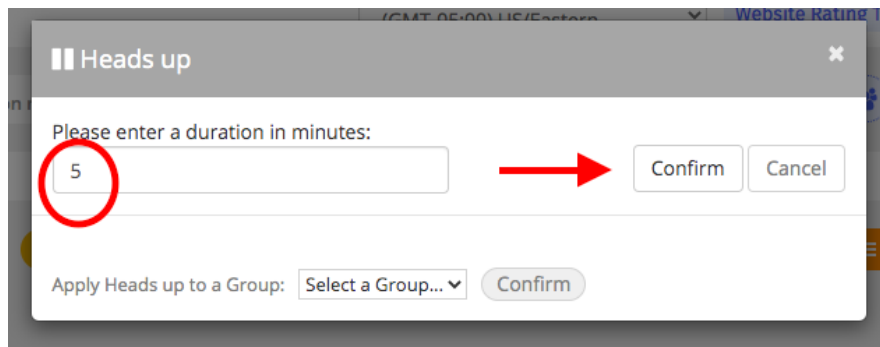 (GMT-05:00) US/Eastern
Website Rating
Heads up
Please enter a duration in minutes:
5
Confirm
Cancel
Apply Heads up to a Group:
Select a Group...
Confirm